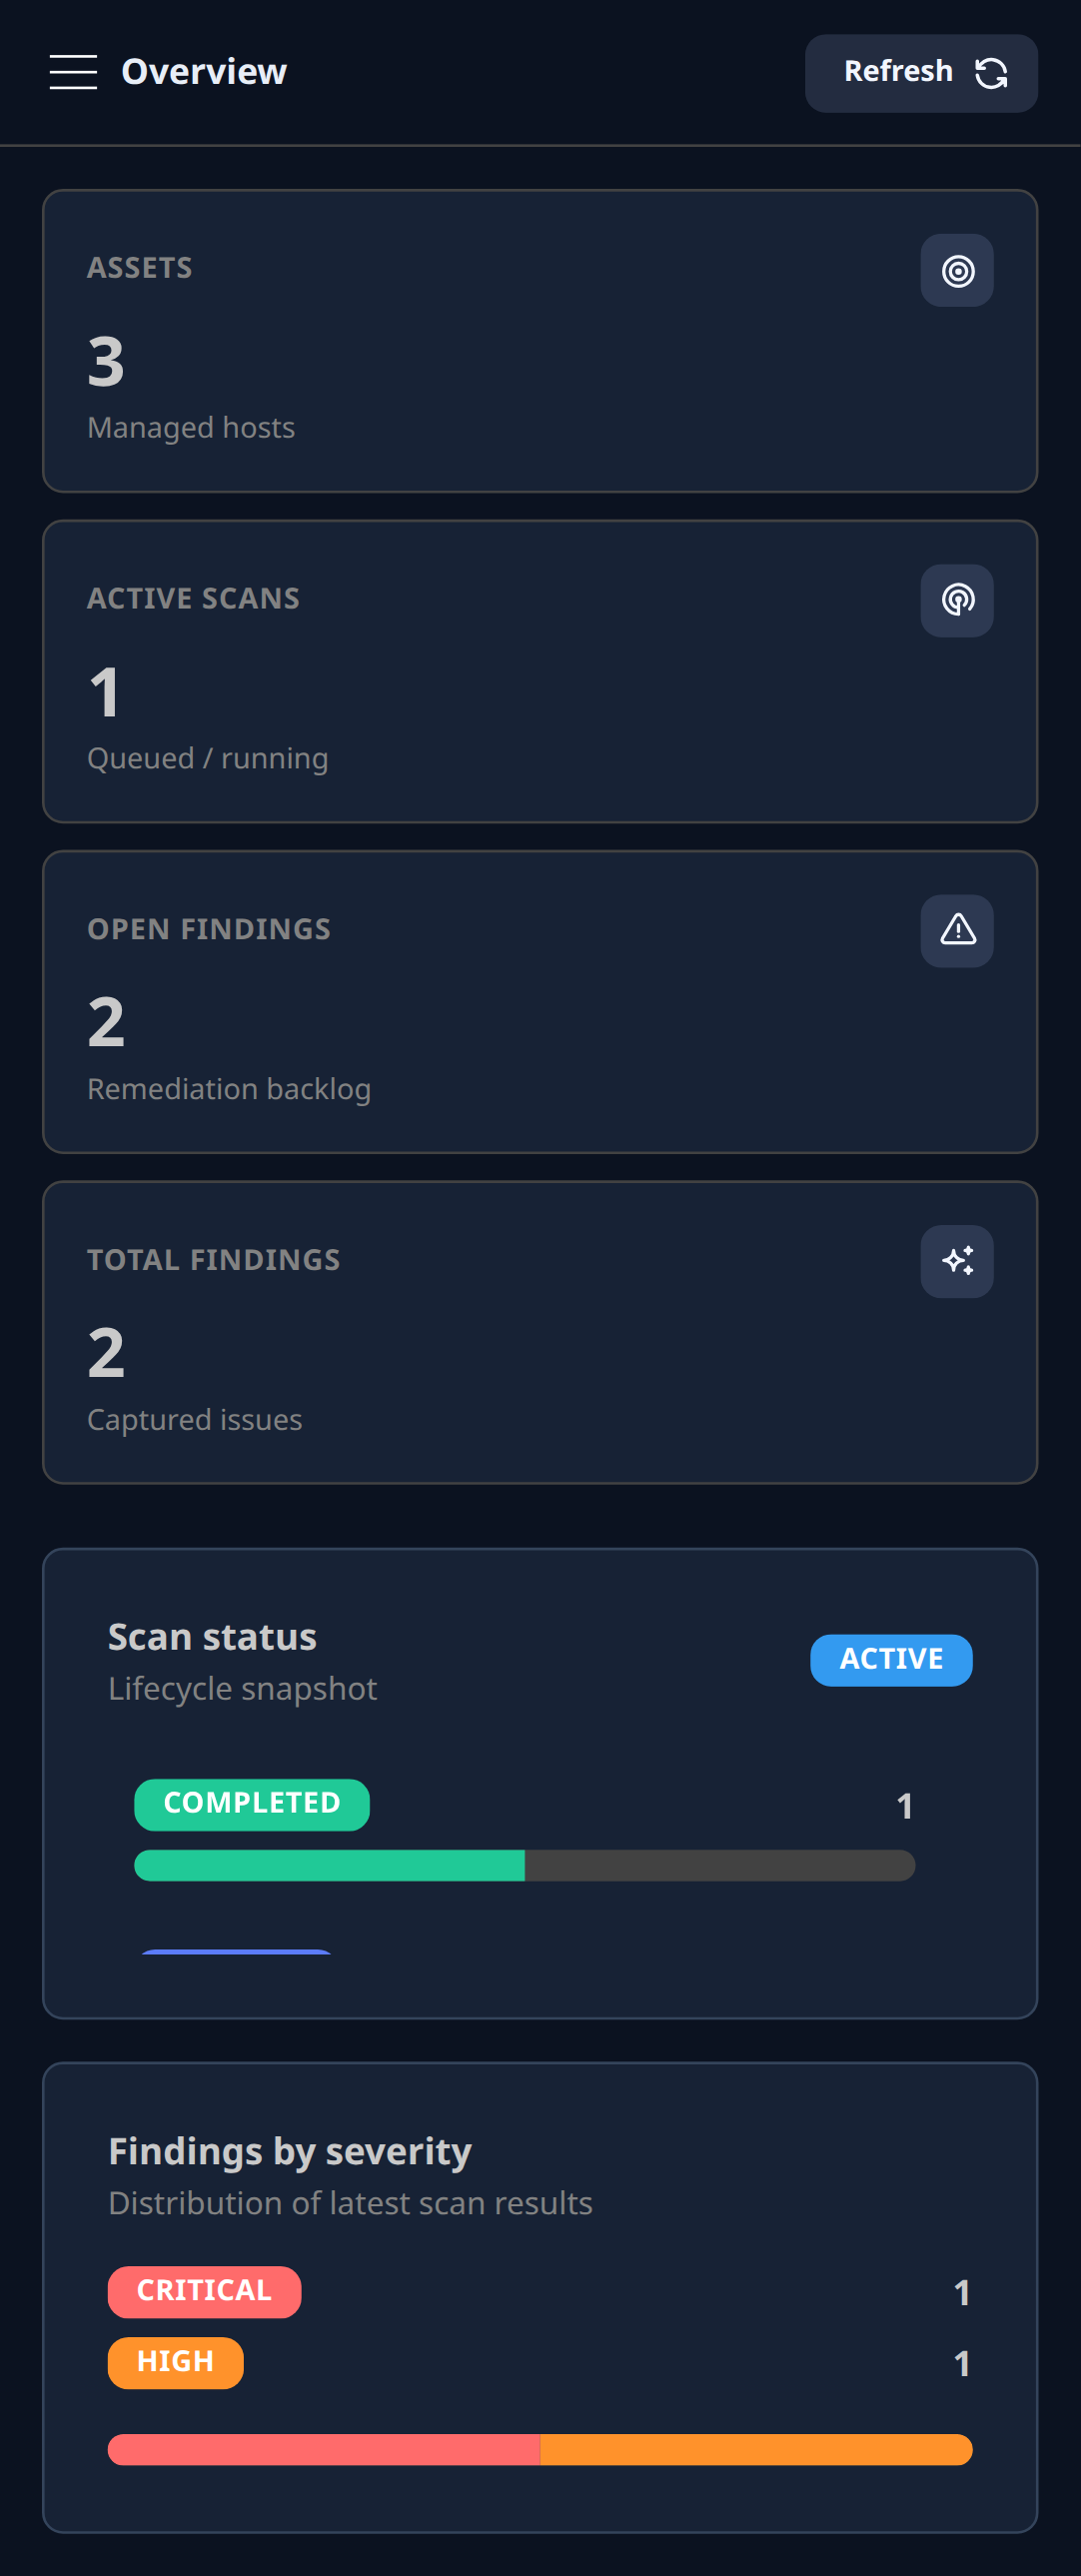 Overview
Refresh
ASSETS
3
Managed hosts
ACTIVE SCANS
1
Queued / running
OPEN FINDINGS
2
Remediation backlog
TOTAL FINDINGS
2
Captured issues
Scan status
Lifecycle snapshot
ACTIVE
COMPLETED
1
Findings by severity
Distribution of latest scan results
CRITICAL
1
HIGH
1